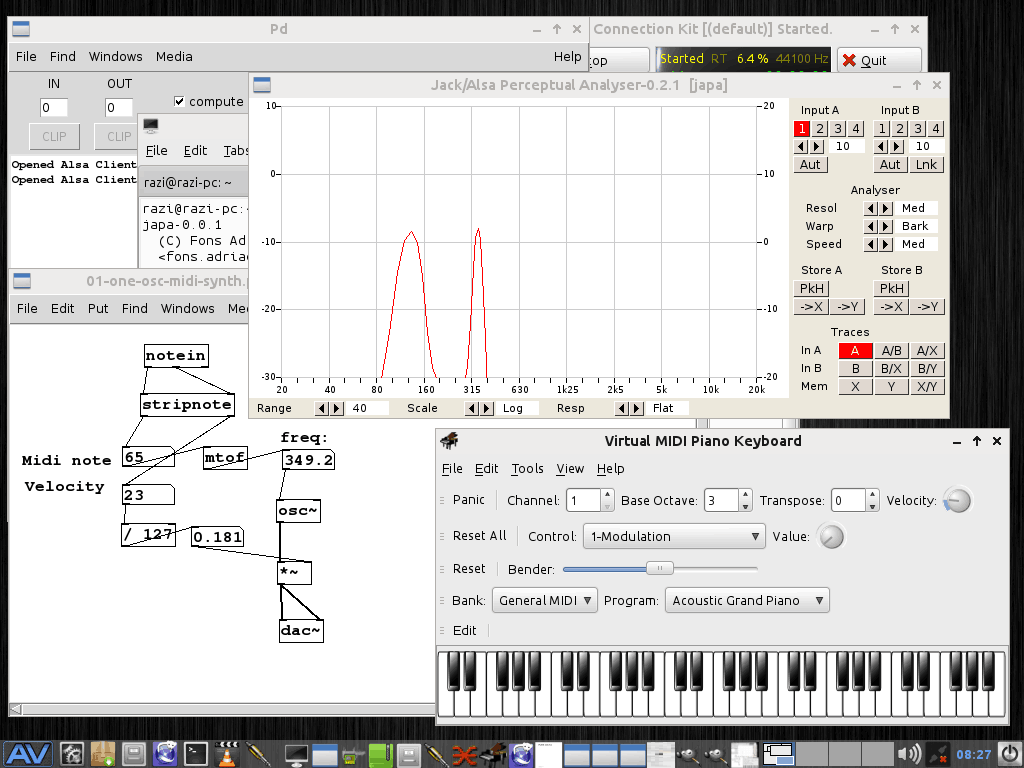 Pd
Connection Kit [(default)] Started.
File Find Windows Media Help
Started RT 6.4 % 44100 Hz
Quit
IN OUT
0 0 compute
CLIP CLIP
Opened Alsa Client
Opened Alsa Client
File Edit Tabs
razi@razi-pc: ~
razi@razi-pc:
japa-0.0.1
(C) Fons Ad
<fons.adria
Jack/Alsa Perceptual Analyser-0.2.1 [japa]
10 0 -10 -20 -30
20 10 0 -10 -20
20 40 80 160 315 630 1k25 2k5 5k 10k 20k
Range 40 Scale Log Resp Flat
Input A Input B
1 2 3 4 1 2 3 4
10 10
Aut Aut Lnk
Analyser
Resol Med
Warp Bark
Speed Med
Store A Store B
PkH PkH
->X ->Y ->X ->Y
Traces
In A A A/B A/X
In B B B/X B/Y
Mem X Y X/Y
01-one-osc-midi-synth.
File Edit Put Find Windows
notein
stripnote
freq:
Midi note 65 mtof 349.2
Velocity 23
osc~
/ 127 0.181
*~
dac~
Virtual MIDI Piano Keyboard
File Edit Tools View Help
Panic Channel: 1 Base Octave: 3 Transpose: 0 Velocity:
Reset All Control: 1-Modulation Value:
Reset Bender:
Bank: General MIDI Program: Acoustic Grand Piano
Edit
AV 08:27